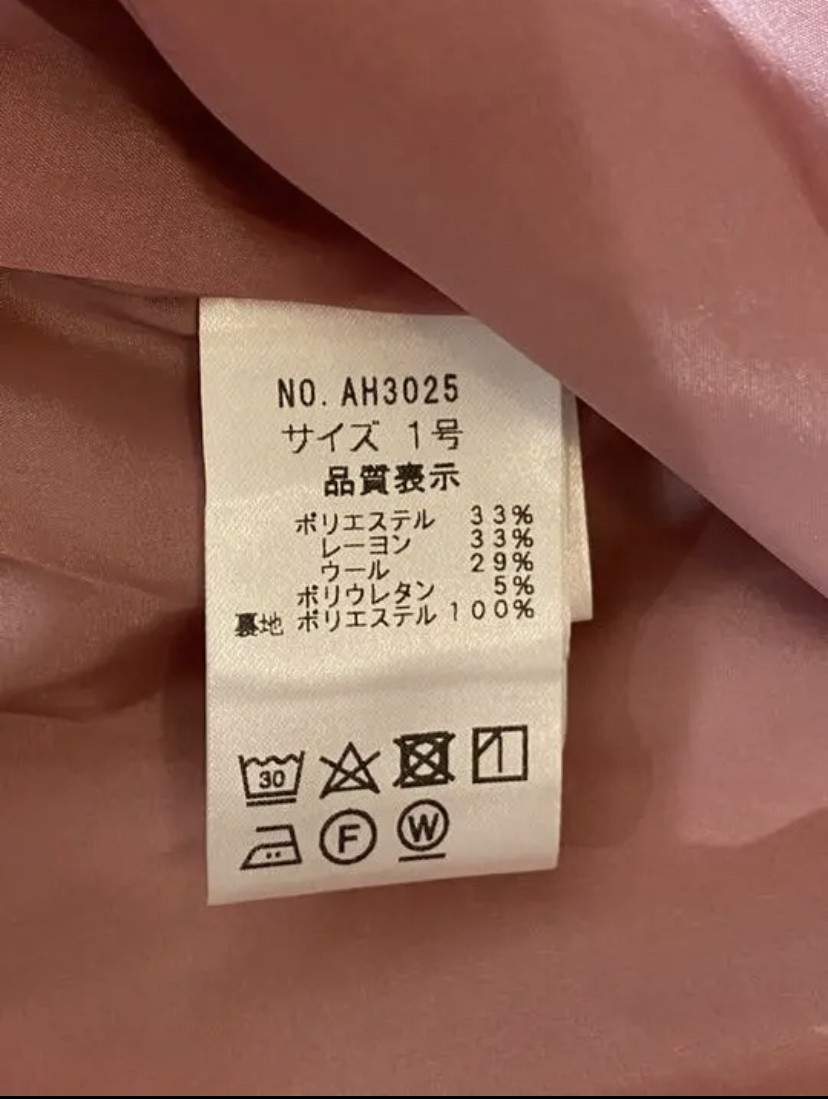 NO. AH3025
サイズ 1号
品質表示
ポリエステル 33%
レーヨン 33%
ウール 29%
ポリウレタン 5%
裏地 ポリエステル 100%
30
F W